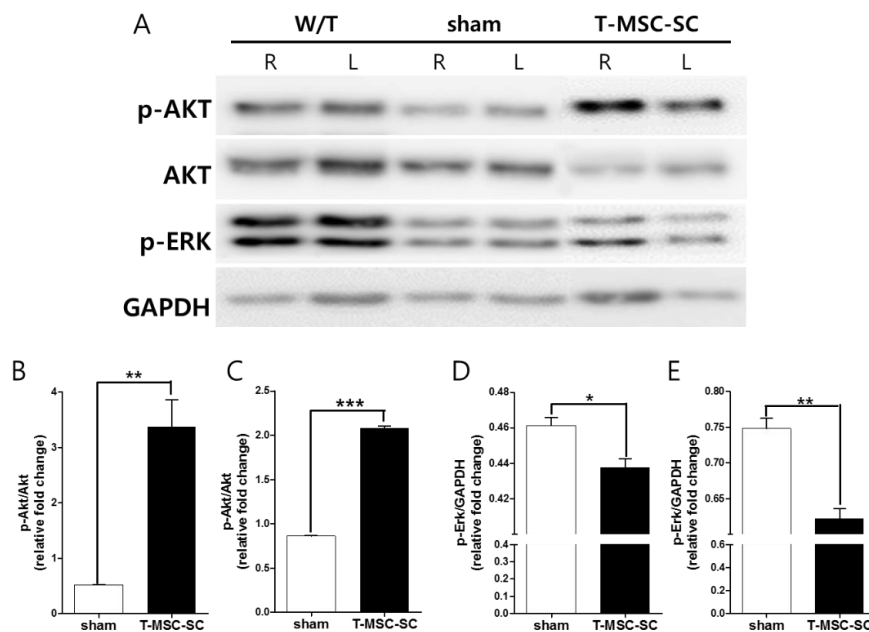 A
W/T sham T-MSC-SC
R L R L R L
p-AKT
AKT
p-ERK
GAPDH
B
**
p-Akt/Akt
(relative fold change)
4
3
2
1
0
sham T-MSC-SC
C
***
p-Akt/Akt
(relative fold change)
2.5
2.0
1.5
1.0
0.5
0.0
sham T-MSC-SC
D
*
p-Erk/GAPDH
(relative fold change)
0.48
0.46
0.44
0.42
0.4
0.3
0.2
0.1
0.0
sham T-MSC-SC
E
**
p-Erk/GAPDH
(relative fold change)
0.80
0.75
0.70
0.65
0.6
0.4
0.2
0.0
sham T-MSC-SC